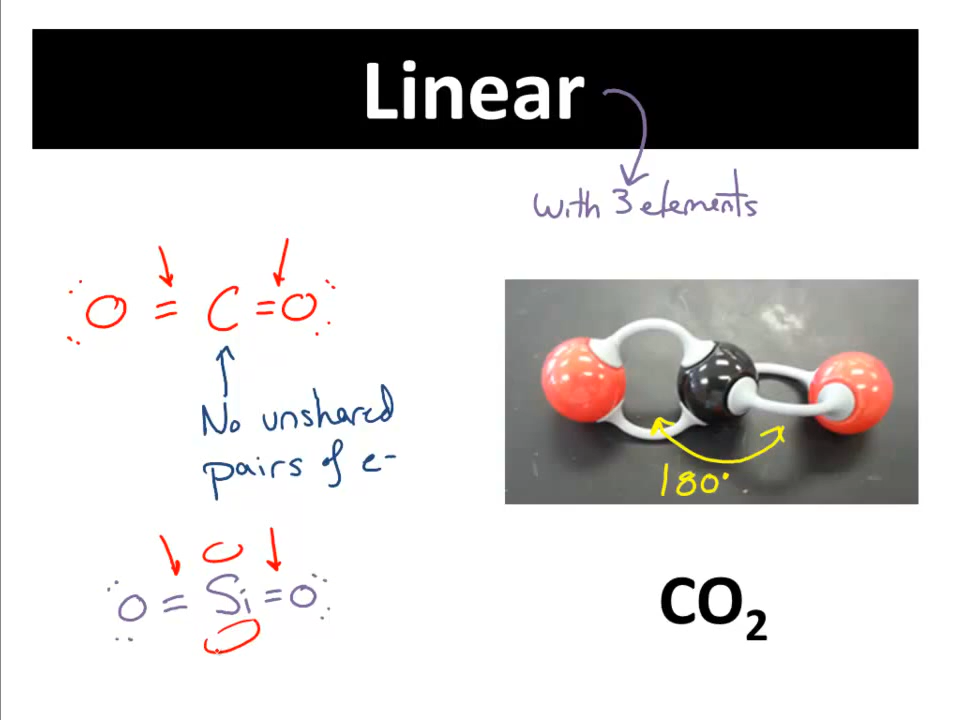 Linear
with 3 elements
O = C = O
No unshared
pairs of e-
180°
O = Si = O
CO₂